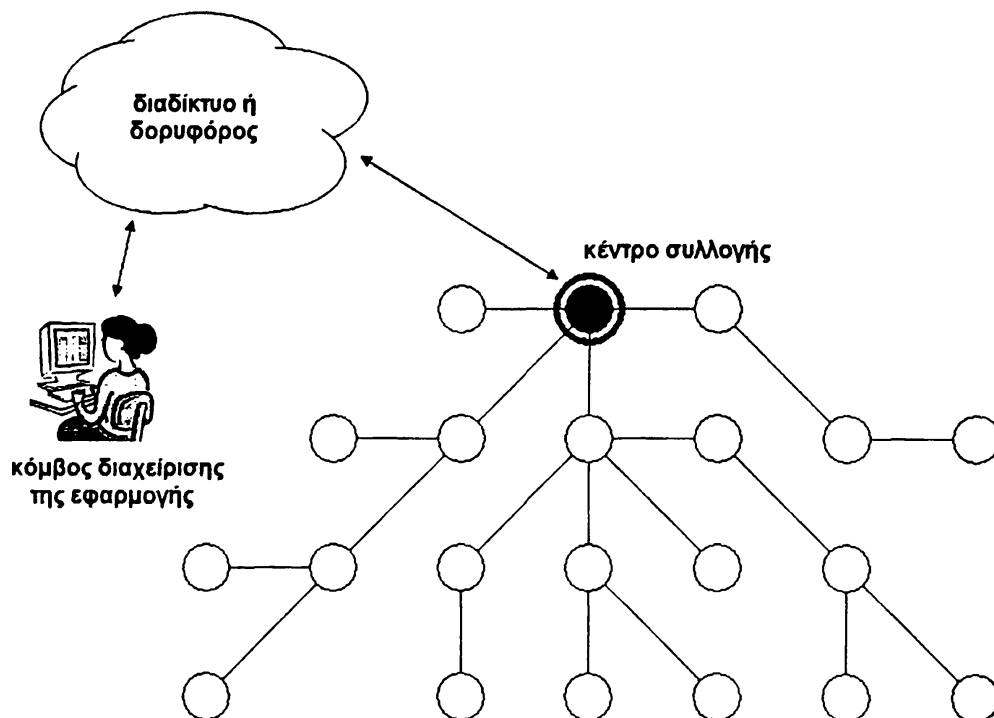 διαδίκτυο ή
δορυφόρος
κέντρο συλλογής
κόμβος διαχείρισης
της εφαρμογής